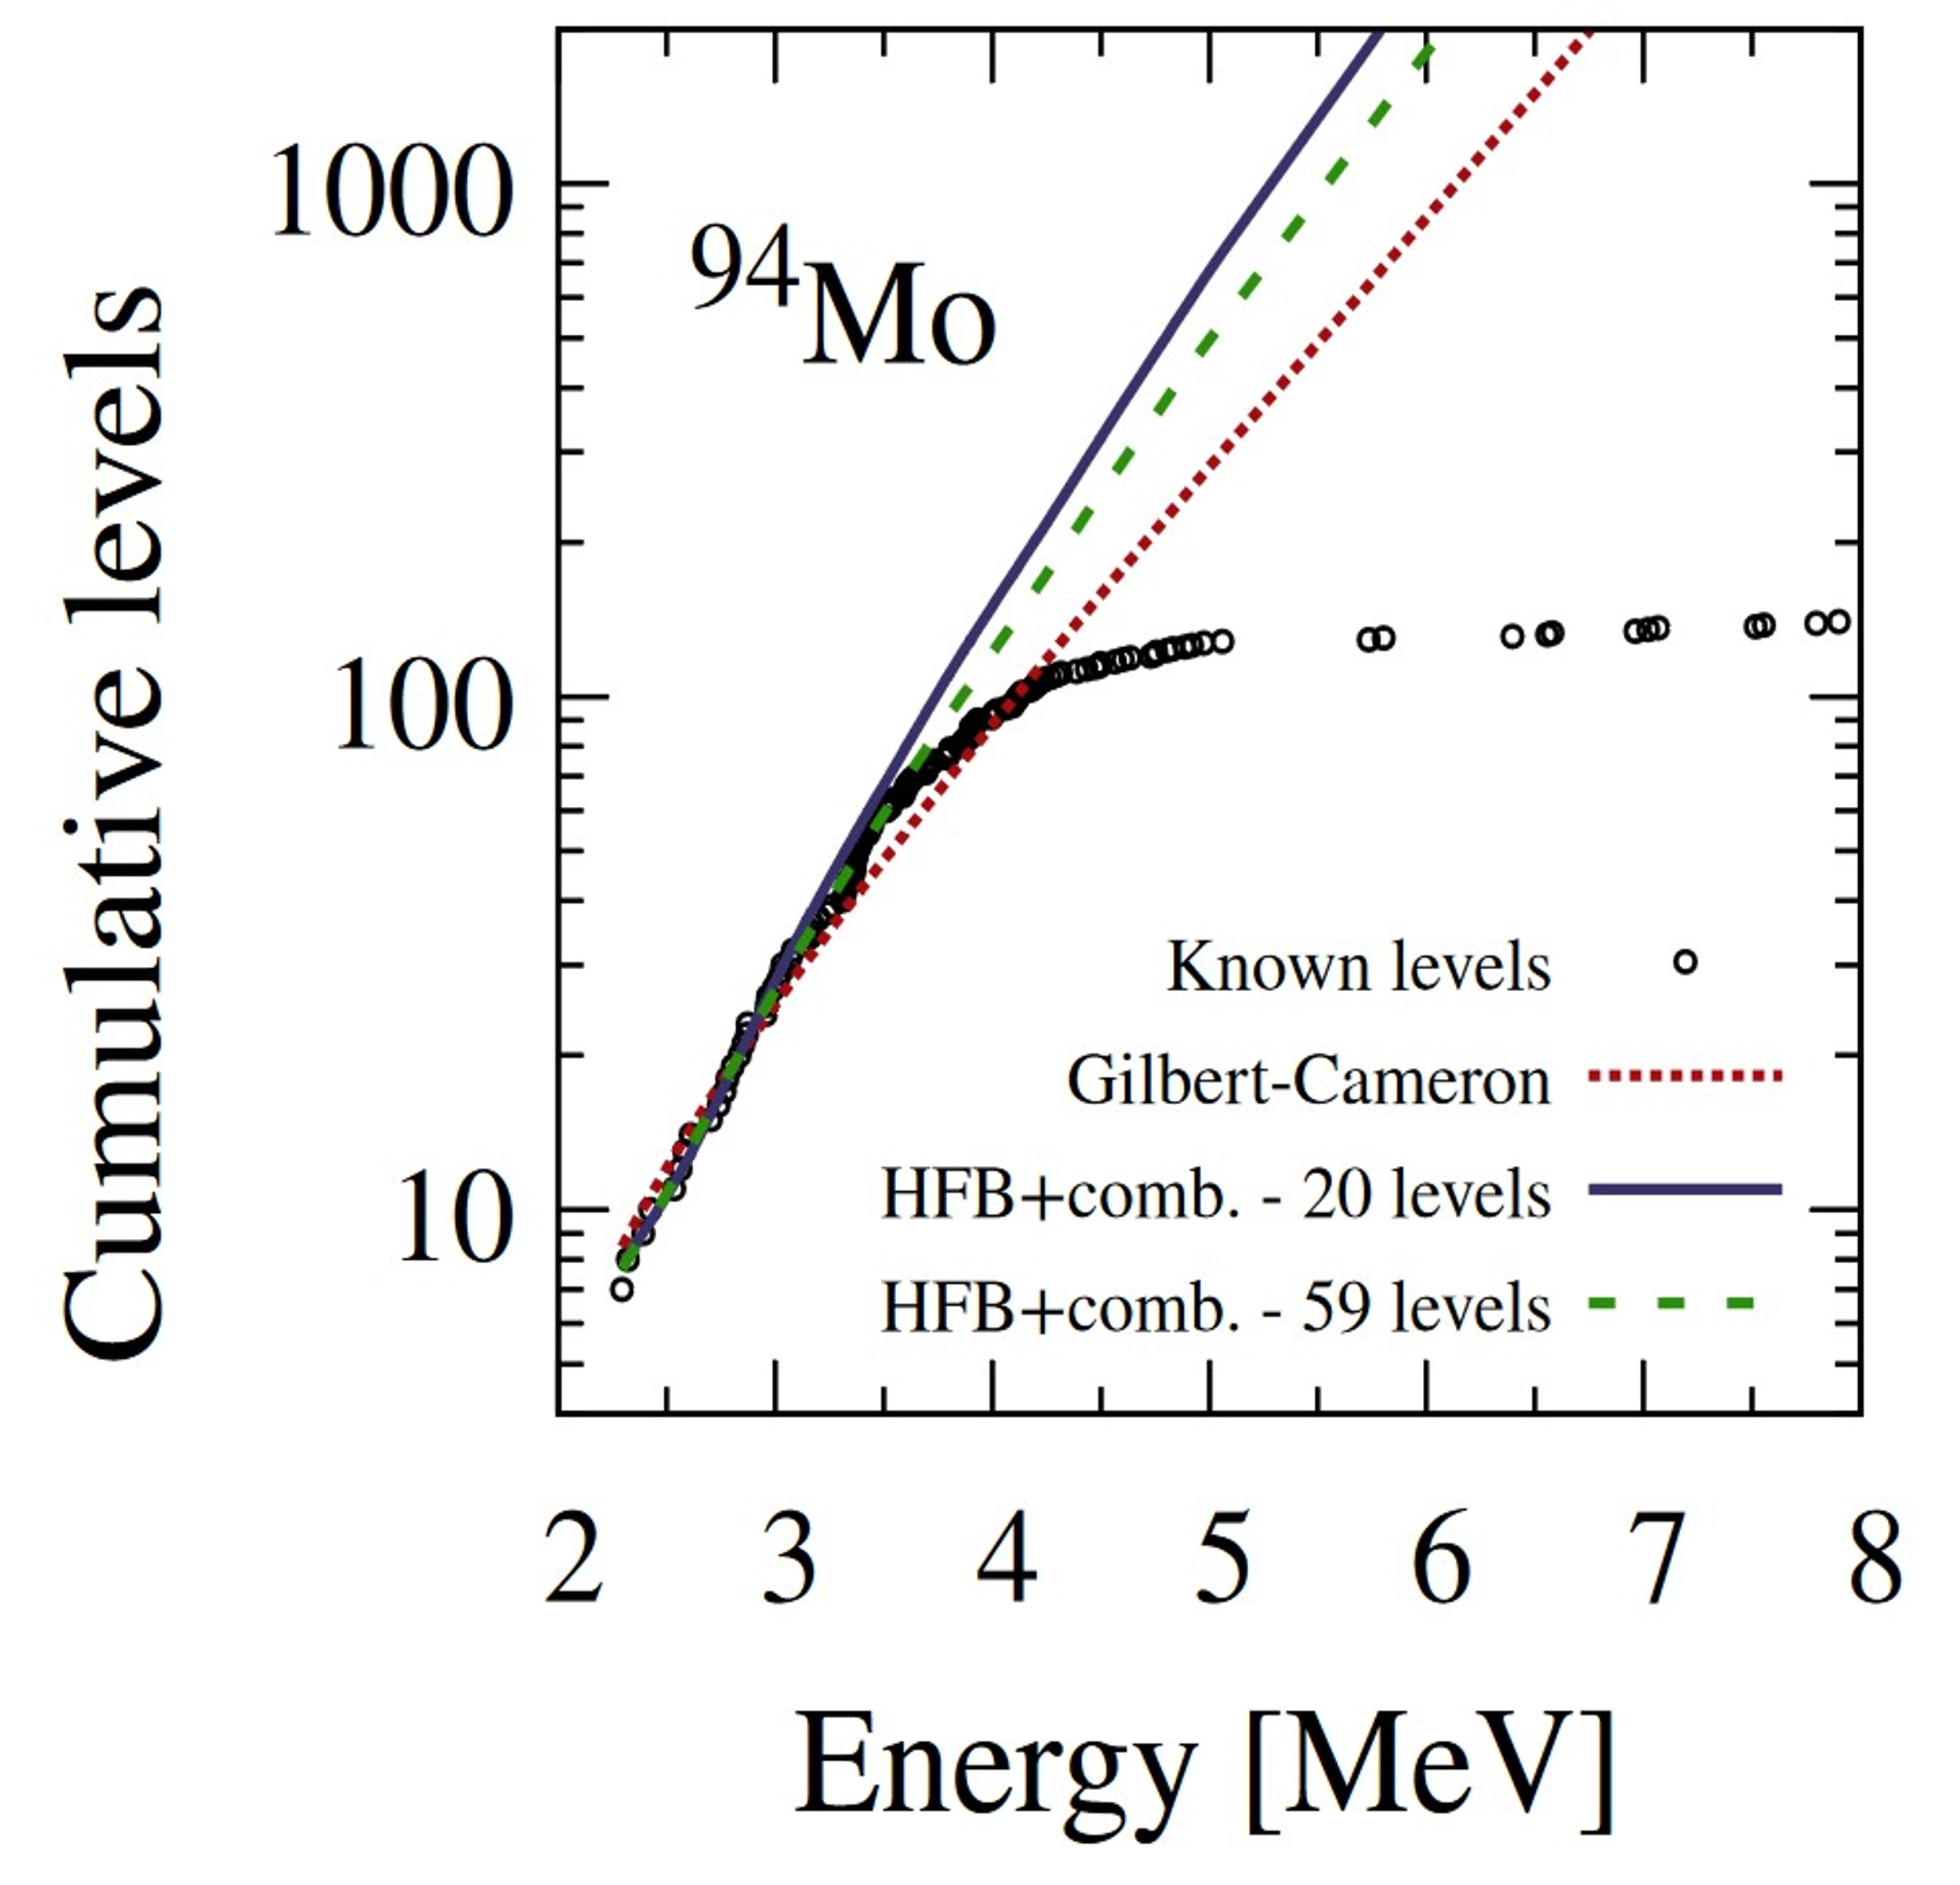 Cumulative levels
1000
100
10
⁹⁴Mo
Known levels
Gilbert-Cameron
HFB+comb. - 20 levels
HFB+comb. - 59 levels
2 3 4 5 6 7 8
Energy [MeV]